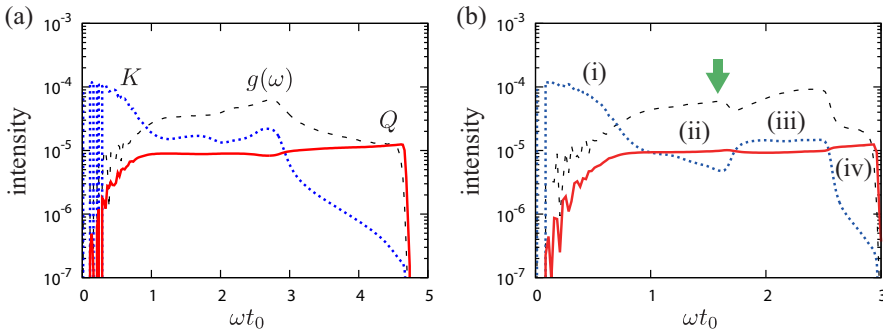 (a)
intensity
10⁻³
10⁻⁴
10⁻⁵
10⁻⁶
10⁻⁷
K
g(ω)
Q
0 1 2 3 4 5
ωt₀
(b)
intensity
10⁻³
10⁻⁴
10⁻⁵
10⁻⁶
10⁻⁷
(i)
(ii)
(iii)
(iv)
0 1 2 3
ωt₀